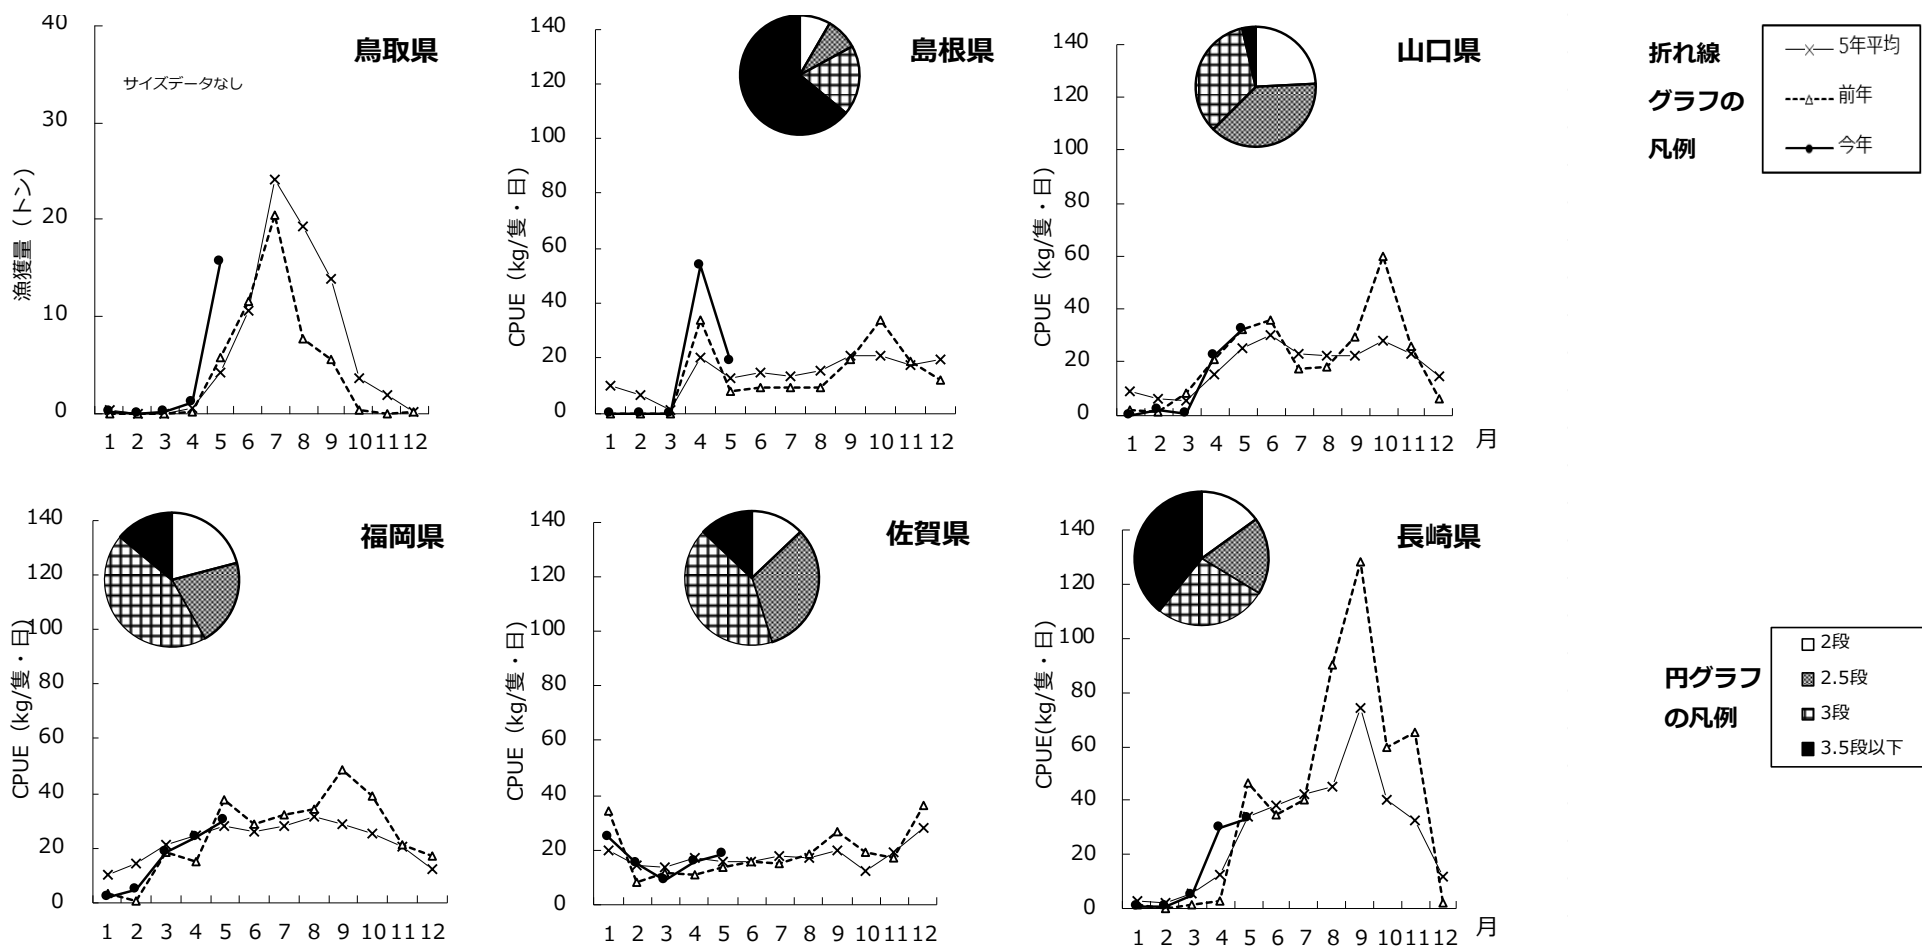 鳥取県
サイズデータなし
漁獲量（トン）
40
30
20
10
0
1 2 3 4 5 6 7 8 9 10 11 12
島根県
CPUE（kg/隻・日）
140
120
100
80
60
40
20
0
1 2 3 4 5 6 7 8 9 10 11 12
山口県
CPUE（kg/隻・日）
140
120
100
80
60
40
20
0
1 2 3 4 5 6 7 8 9 10 11 12 月
折れ線
グラフの
凡例
5年平均
前年
今年
福岡県
CPUE（kg/隻・日）
140
120
100
80
60
40
20
0
1 2 3 4 5 6 7 8 9 10 11 12
佐賀県
CPUE（kg/隻・日）
140
120
100
80
60
40
20
0
1 2 3 4 5 6 7 8 9 10 11 12
長崎県
CPUE(kg/隻・日)
140
120
100
80
60
40
20
0
1 2 3 4 5 6 7 8 9 10 11 12 月
円グラフ
の凡例
2段
2.5段
3段
3.5段以下